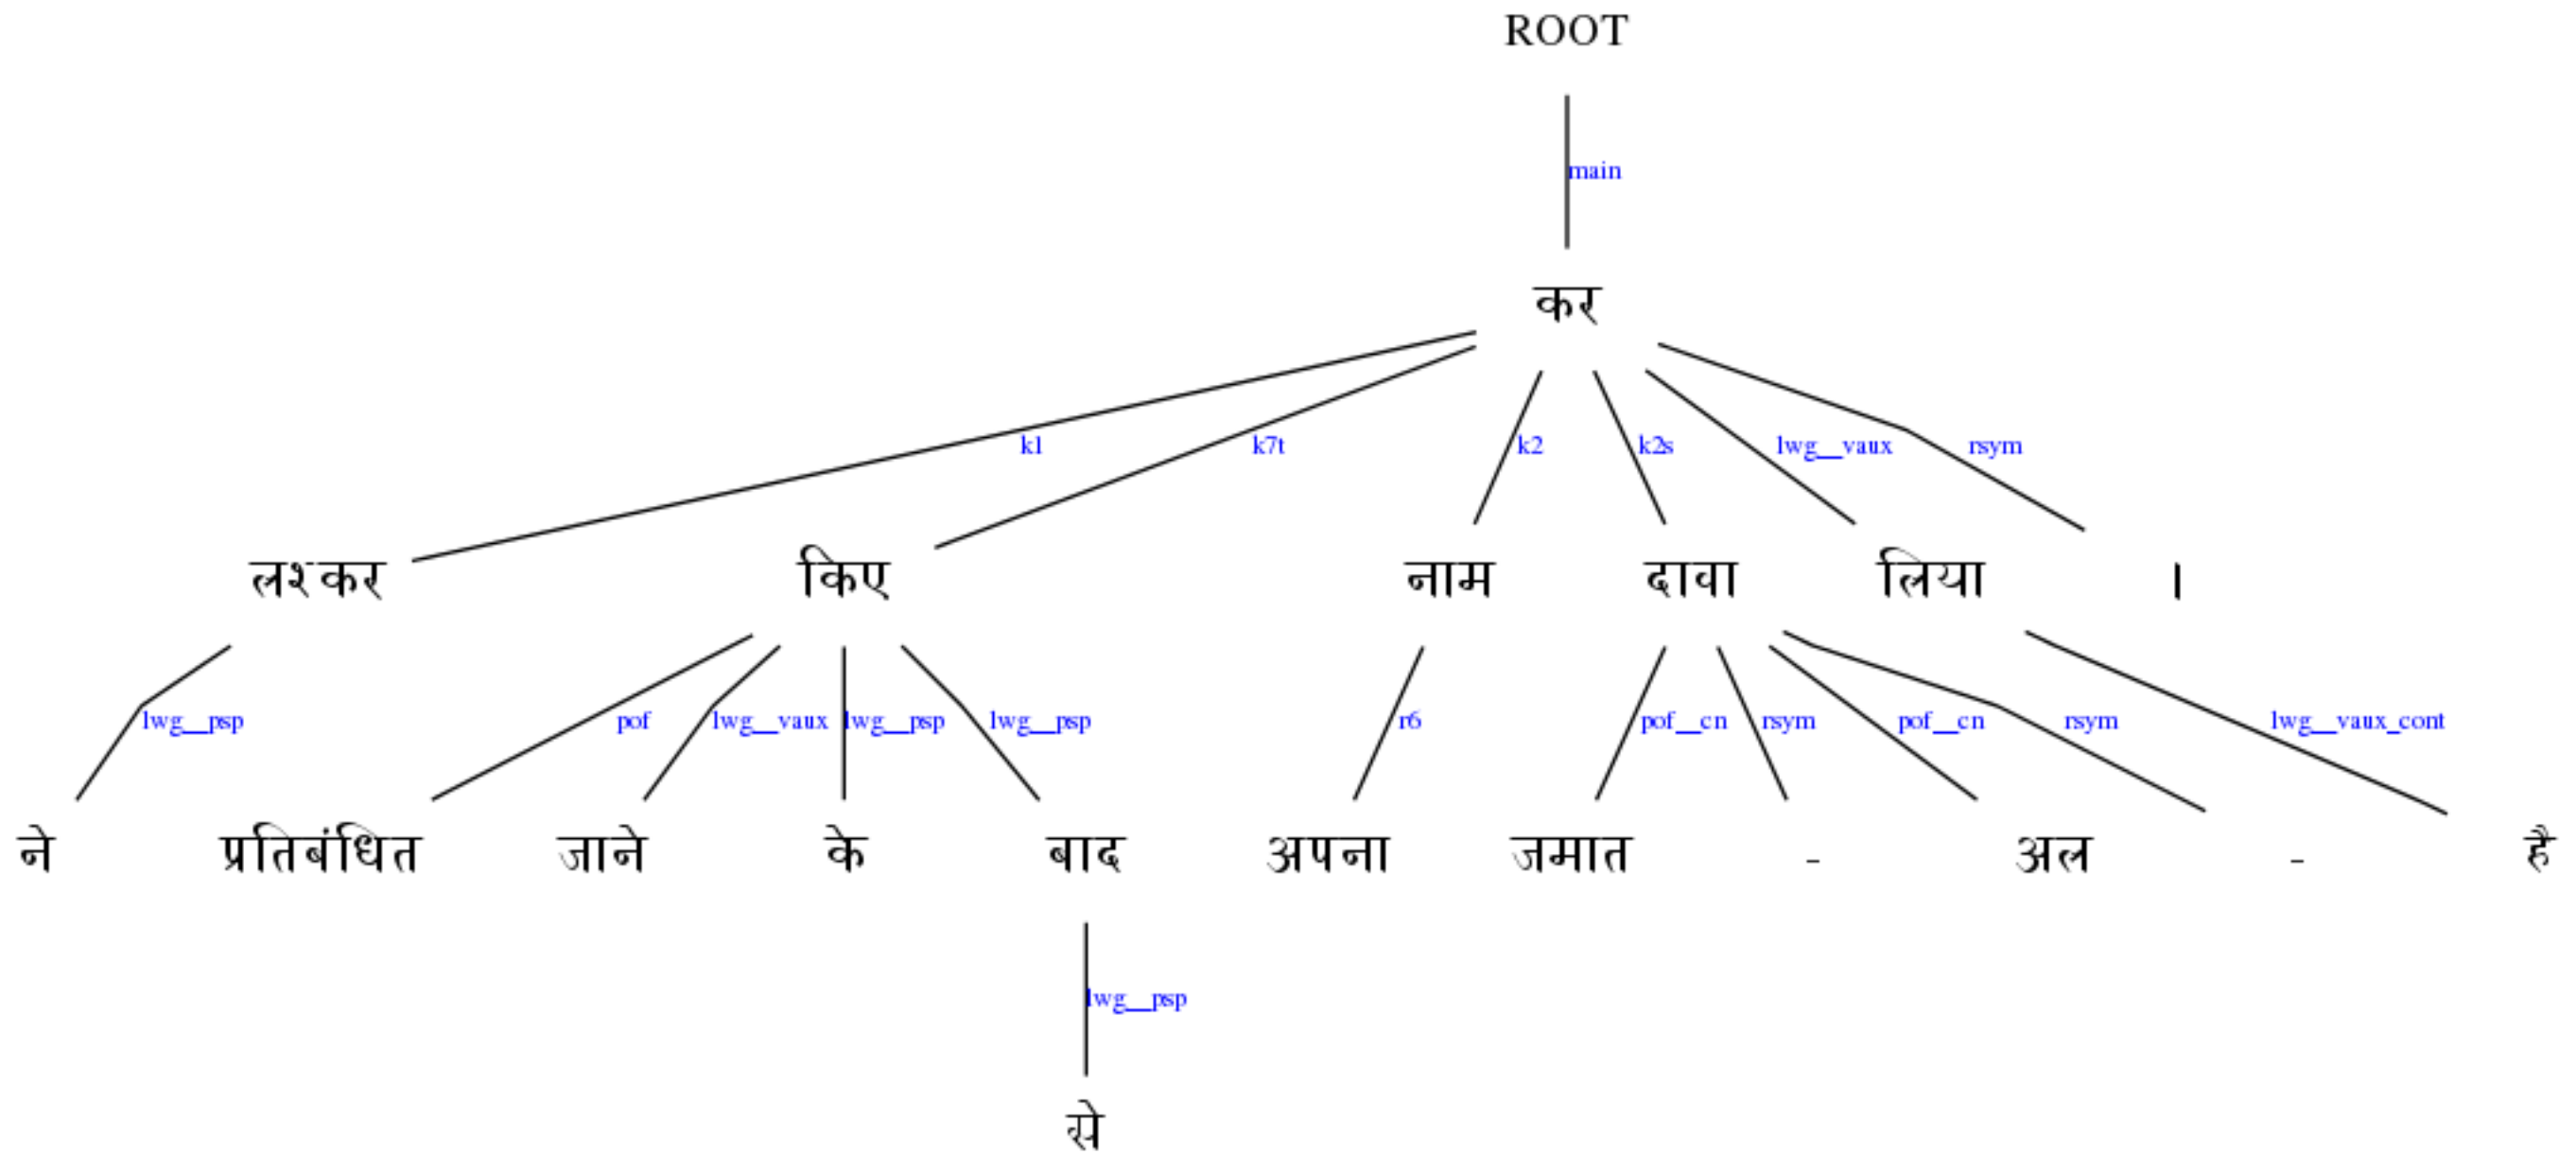 ROOT
main
कर
k1 k7t k2 k2s lwg__vaux rsym
लश्कर किए नाम दावा लिया ।
lwg__psp pof lwg__vaux lwg__psp lwg__psp r6 pof__cn rsym pof__cn rsym lwg__vaux_cont
ने प्रतिबंधित जाने के बाद अपना जमात - अल - है
lwg__psp
से